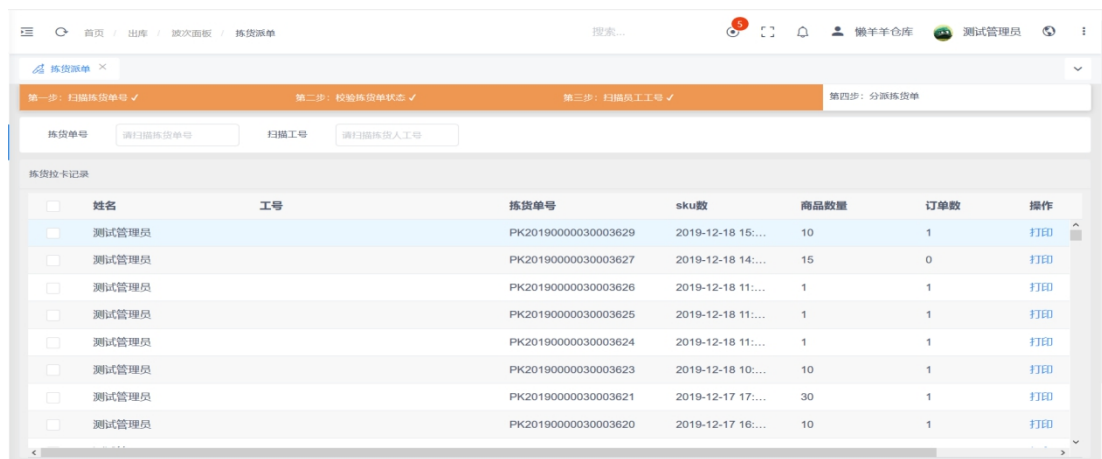 首页 / 出库 / 波次面板 / 拣货派单 搜索... 5 懒羊羊仓库 测试管理员
拣货派单
第一步：扫描拣货单号 ✓ 第二步：校验拣货单状态 ✓ 第三步：扫描员工工号 ✓ 第四步：分派拣货单
拣货单号 请扫描拣货单号 扫描工号 请扫描拣货人工号
拣货拉卡记录
姓名 工号 拣货单号 sku数 商品数量 订单数 操作
测试管理员 PK20190000030003629 2019-12-18 15:... 10 1 打印
测试管理员 PK20190000030003627 2019-12-18 14:... 15 0 打印
测试管理员 PK20190000030003626 2019-12-18 11:... 1 1 打印
测试管理员 PK20190000030003625 2019-12-18 11:... 1 1 打印
测试管理员 PK20190000030003624 2019-12-18 11:... 1 1 打印
测试管理员 PK20190000030003623 2019-12-18 10:... 10 1 打印
测试管理员 PK20190000030003621 2019-12-17 17:... 30 1 打印
测试管理员 PK20190000030003620 2019-12-17 16:... 10 1 打印